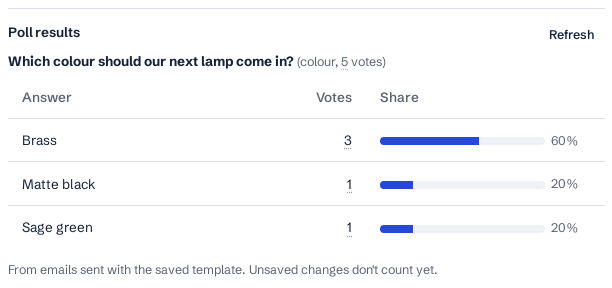 Poll results
Refresh
Which colour should our next lamp come in? (colour, 5 votes)
Answer Votes Share
Brass 3 60%
Matte black 1 20%
Sage green 1 20%
From emails sent with the saved template. Unsaved changes don't count yet.